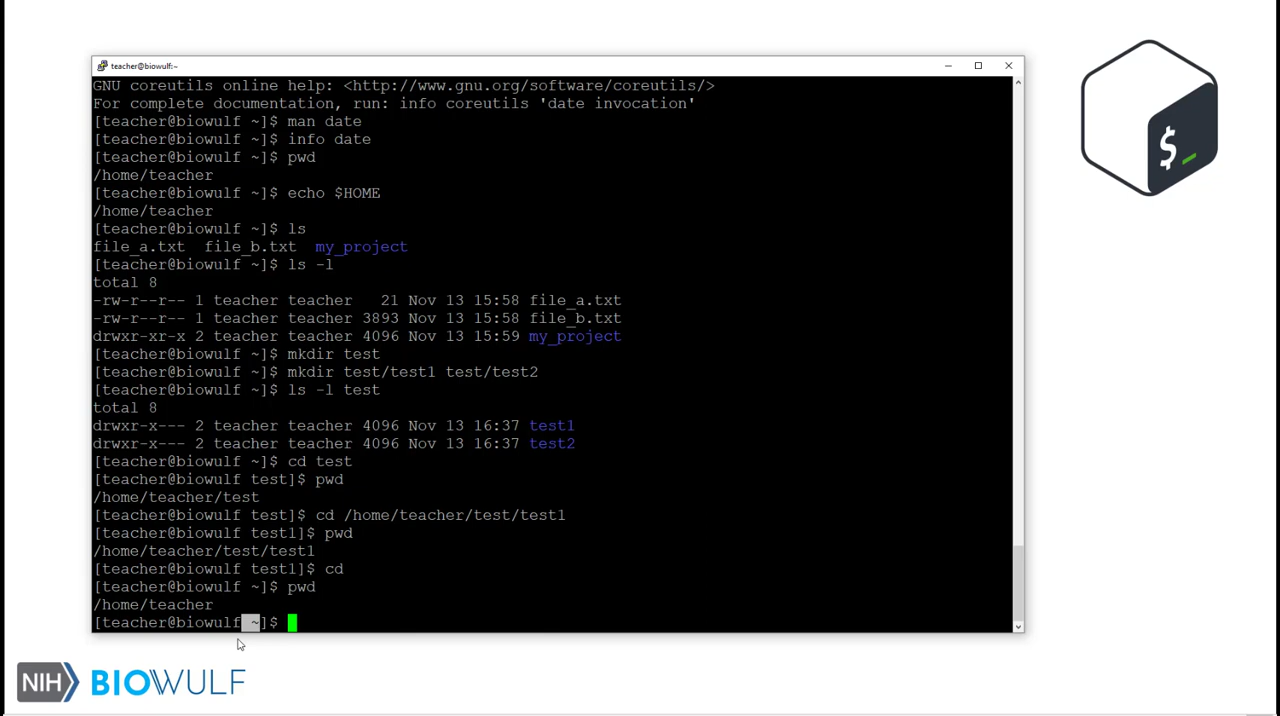 teacher@biowulf:~
GNU coreutils online help: <http://www.gnu.org/software/coreutils/>
For complete documentation, run: info coreutils 'date invocation'
[teacher@biowulf ~]$ man date
[teacher@biowulf ~]$ info date
[teacher@biowulf ~]$ pwd
/home/teacher
[teacher@biowulf ~]$ echo $HOME
/home/teacher
[teacher@biowulf ~]$ ls
file_a.txt  file_b.txt  my_project
[teacher@biowulf ~]$ ls -l
total 8
-rw-r--r-- 1 teacher teacher   21 Nov 13 15:58 file_a.txt
-rw-r--r-- 1 teacher teacher 3893 Nov 13 15:58 file_b.txt
drwxr-xr-x 2 teacher teacher 4096 Nov 13 15:59 my_project
[teacher@biowulf ~]$ mkdir test
[teacher@biowulf ~]$ mkdir test/test1 test/test2
[teacher@biowulf ~]$ ls -l test
total 8
drwxr-x--- 2 teacher teacher 4096 Nov 13 16:37 test1
drwxr-x--- 2 teacher teacher 4096 Nov 13 16:37 test2
[teacher@biowulf ~]$ cd test
[teacher@biowulf test]$ pwd
/home/teacher/test
[teacher@biowulf test]$ cd /home/teacher/test/test1
[teacher@biowulf test1]$ pwd
/home/teacher/test/test1
[teacher@biowulf test1]$ cd
[teacher@biowulf ~]$ pwd
/home/teacher
[teacher@biowulf ~]$
$_
NIH BIOWULF